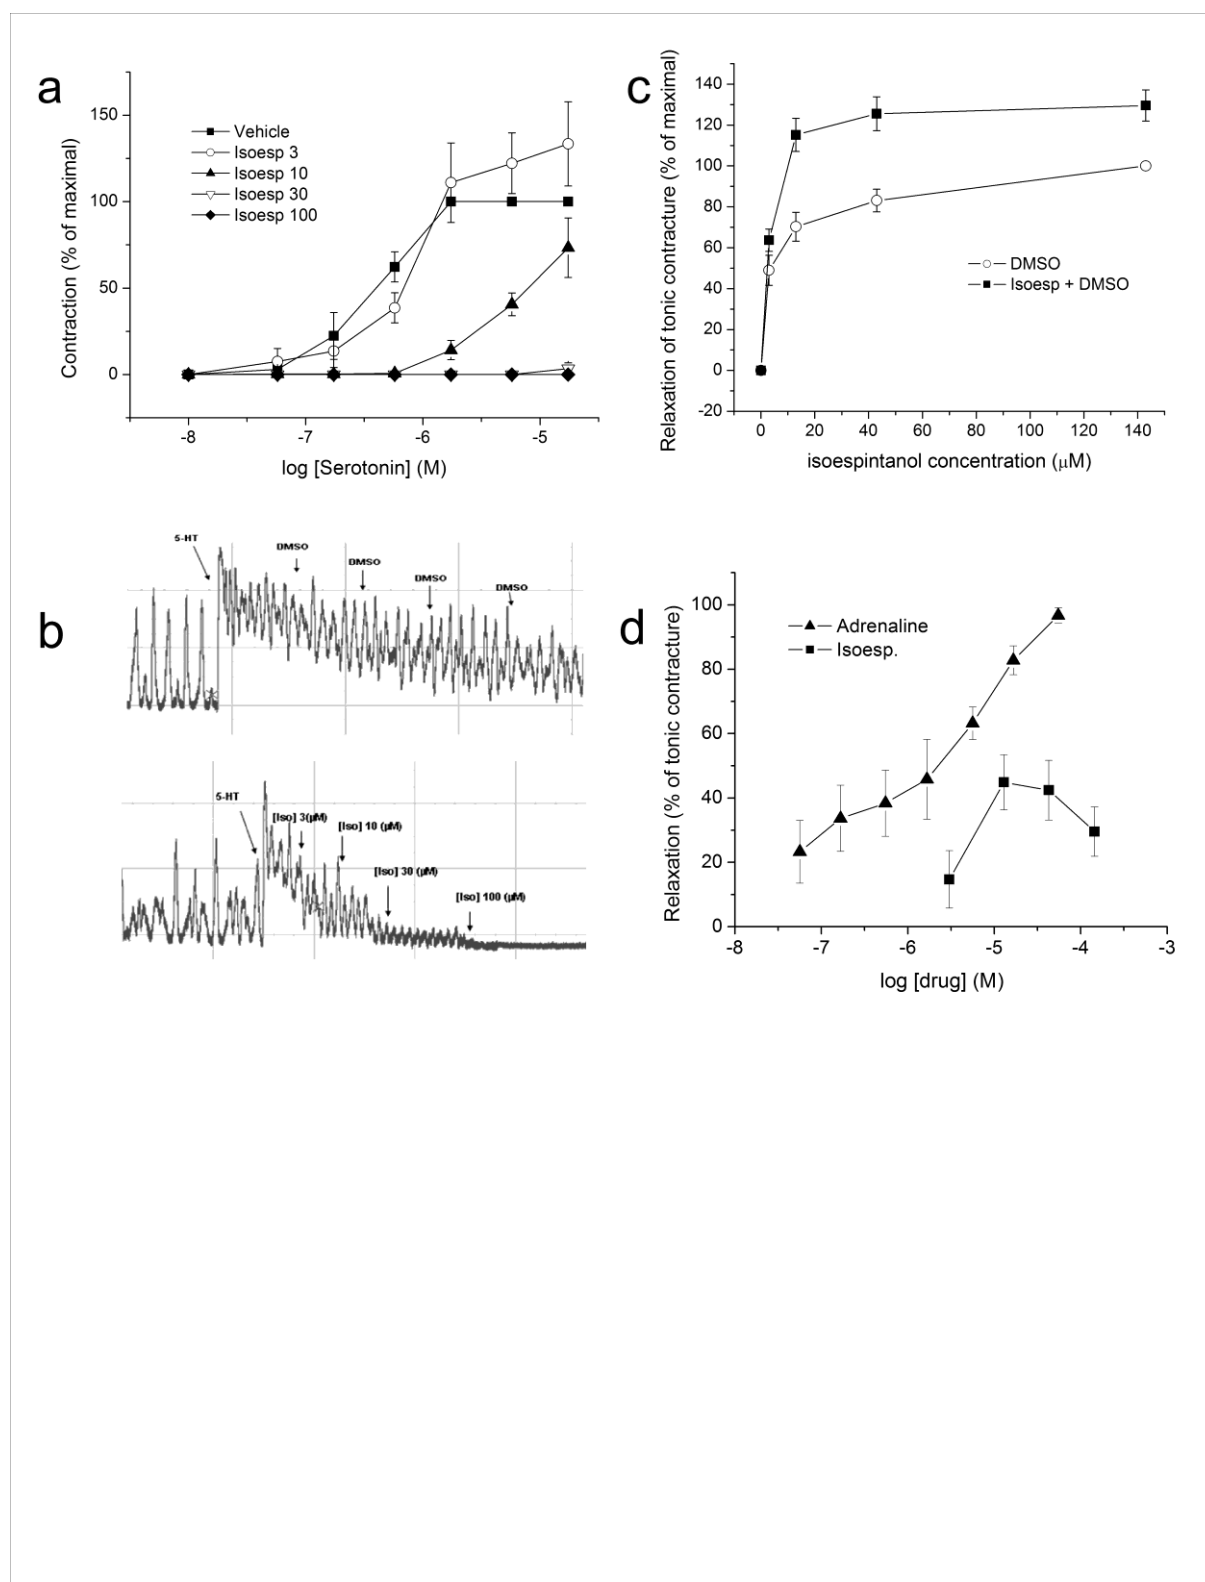 a
Contraction (% of maximal)
150
100
50
0
Vehicle
Isoesp 3
Isoesp 10
Isoesp 30
Isoesp 100
-8
-7
-6
-5
log [Serotonin] (M)
c
Relaxation of tonic contracture (% of maximal)
140
120
100
80
60
40
20
0
-20
DMSO
Isoesp + DMSO
0
20
40
60
80
100
120
140
isoespintanol concentration (μM)
b
5-HT
DMSO
DMSO
DMSO
DMSO
5-HT
[Iso] 3(μM)
[Iso] 10 (μM)
[Iso] 30 (μM)
[Iso] 100 (μM)
d
Relaxation (% of tonic contracture)
100
80
60
40
20
0
Adrenaline
Isoesp.
-8
-7
-6
-5
-4
-3
log [drug] (M)